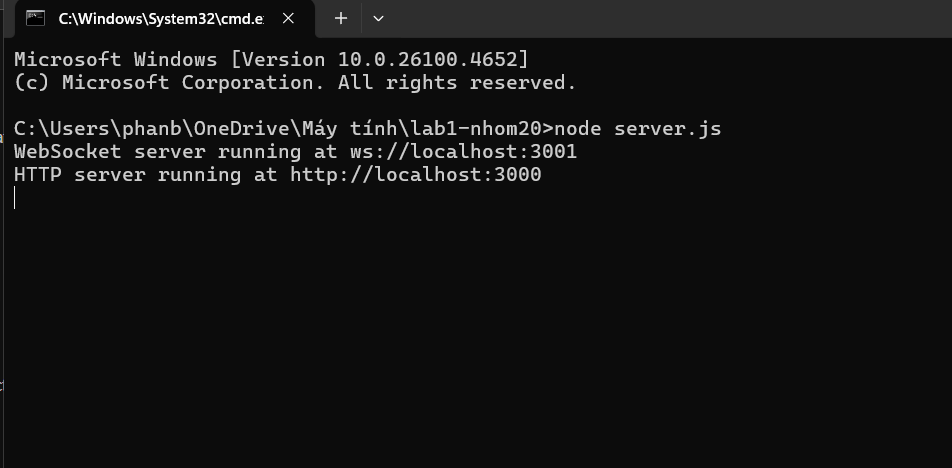 C:\Windows\System32\cmd.e
Microsoft Windows [Version 10.0.26100.4652]
(c) Microsoft Corporation. All rights reserved.
C:\Users\phanb\OneDrive\Máy tính\lab1-nhom20>node server.js
WebSocket server running at ws://localhost:3001
HTTP server running at http://localhost:3000